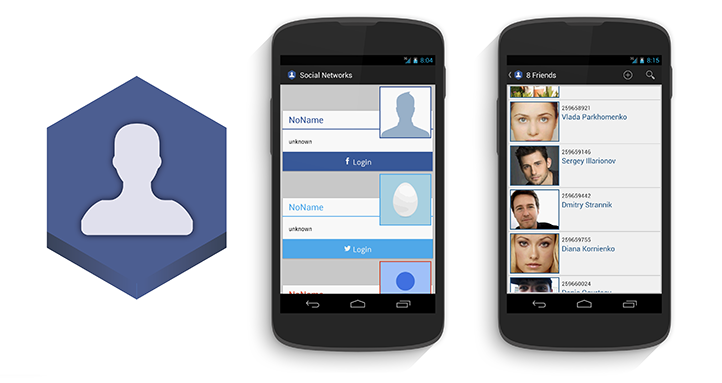 8:04
Social Networks
NoName
unknown
f Login
NoName
unknown
Login
NoName
8:15
8 Friends
259658921
Vlada Parkhomenko
259659146
Sergey Illarionov
259659442
Dmitry Strannik
259659755
Diana Kornienko
259660024